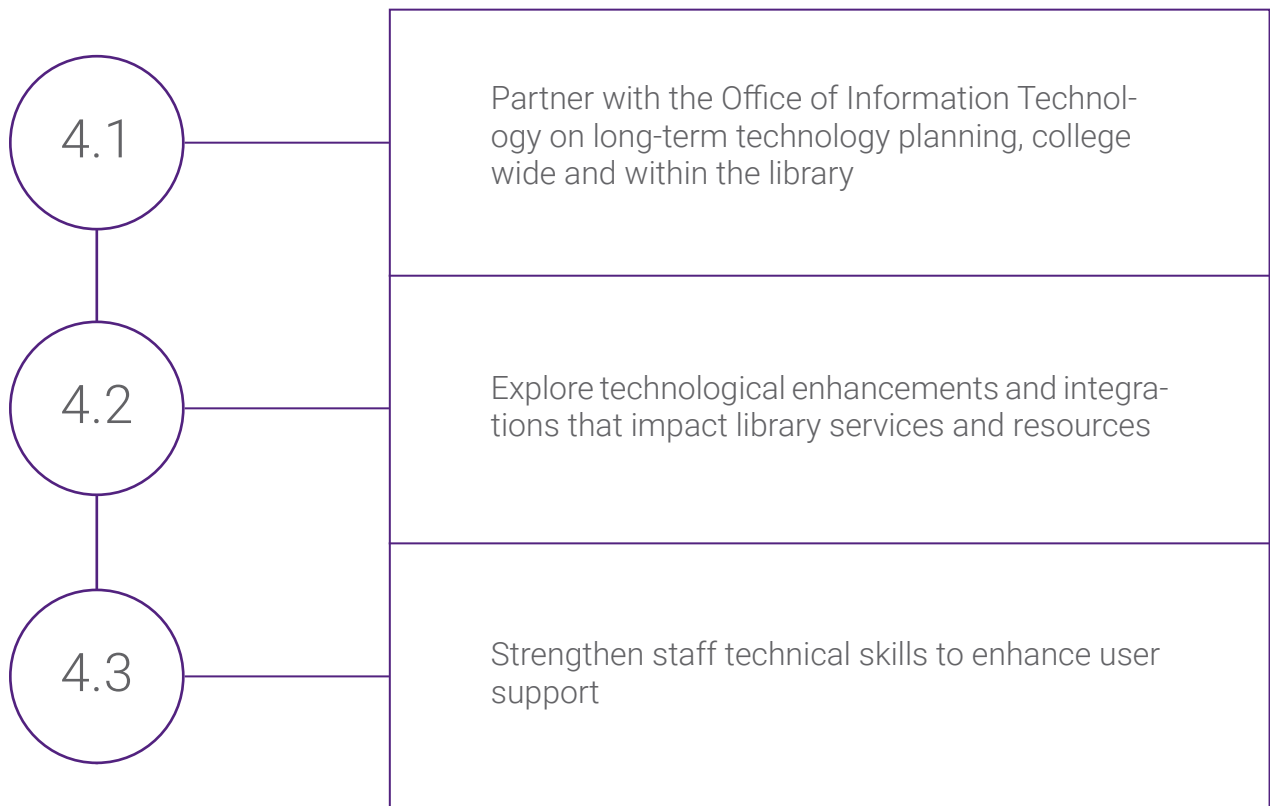 4.1
Partner with the Office of Information Technol-
ogy on long-term technology planning, college
wide and within the library
4.2
Explore technological enhancements and integra-
tions that impact library services and resources
4.3
Strengthen staff technical skills to enhance user
support